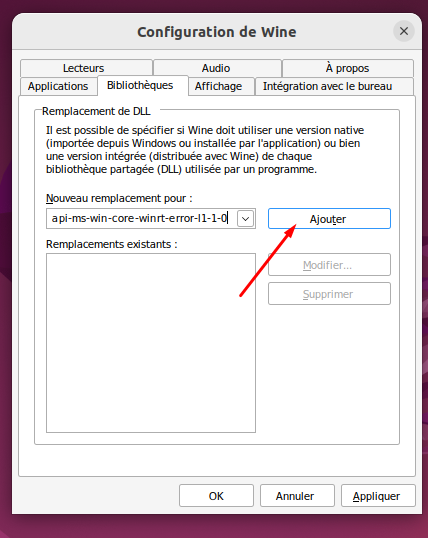 Configuration de Wine
Lecteurs
Audio
À propos
Applications
Bibliothèques
Affichage
Intégration avec le bureau
Remplacement de DLL
Il est possible de spécifier si Wine doit utiliser une version native
(importée depuis Windows ou installée par l'application) ou bien
une version intégrée (distribuée avec Wine) de chaque
bibliothèque partagée (DLL) utilisée par un programme.
Nouveau remplacement pour :
api-ms-win-core-winrt-error-l1-1-0
Ajouter
Remplacements existants :
Modifier...
Supprimer
OK
Annuler
Appliquer